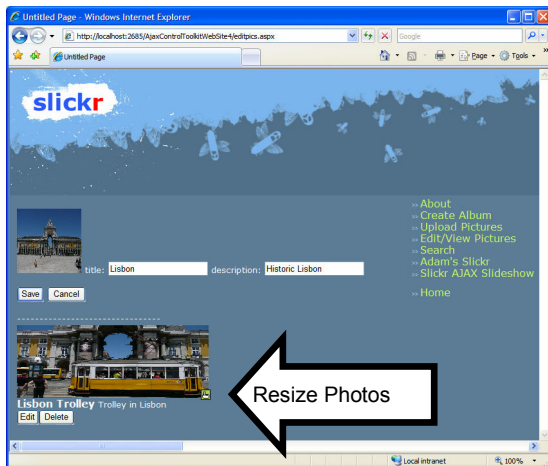 Untitled Page - Windows Internet Explorer
http://localhost:2685/AjaxControlToolkitWebSite4/editpics.aspx
Google
Untitled Page
Page
Tools
»
slickr
» About
» Create Album
» Upload Pictures
» Edit/View Pictures
» Search
» Adam's Slickr
» Slickr AJAX Slideshow
» Home
title: Lisbon description: Historic Lisbon
Save Cancel
--------------------------------
Resize Photos
Lisbon Trolley Trolley in Lisbon
Edit Delete
Local intranet
100%